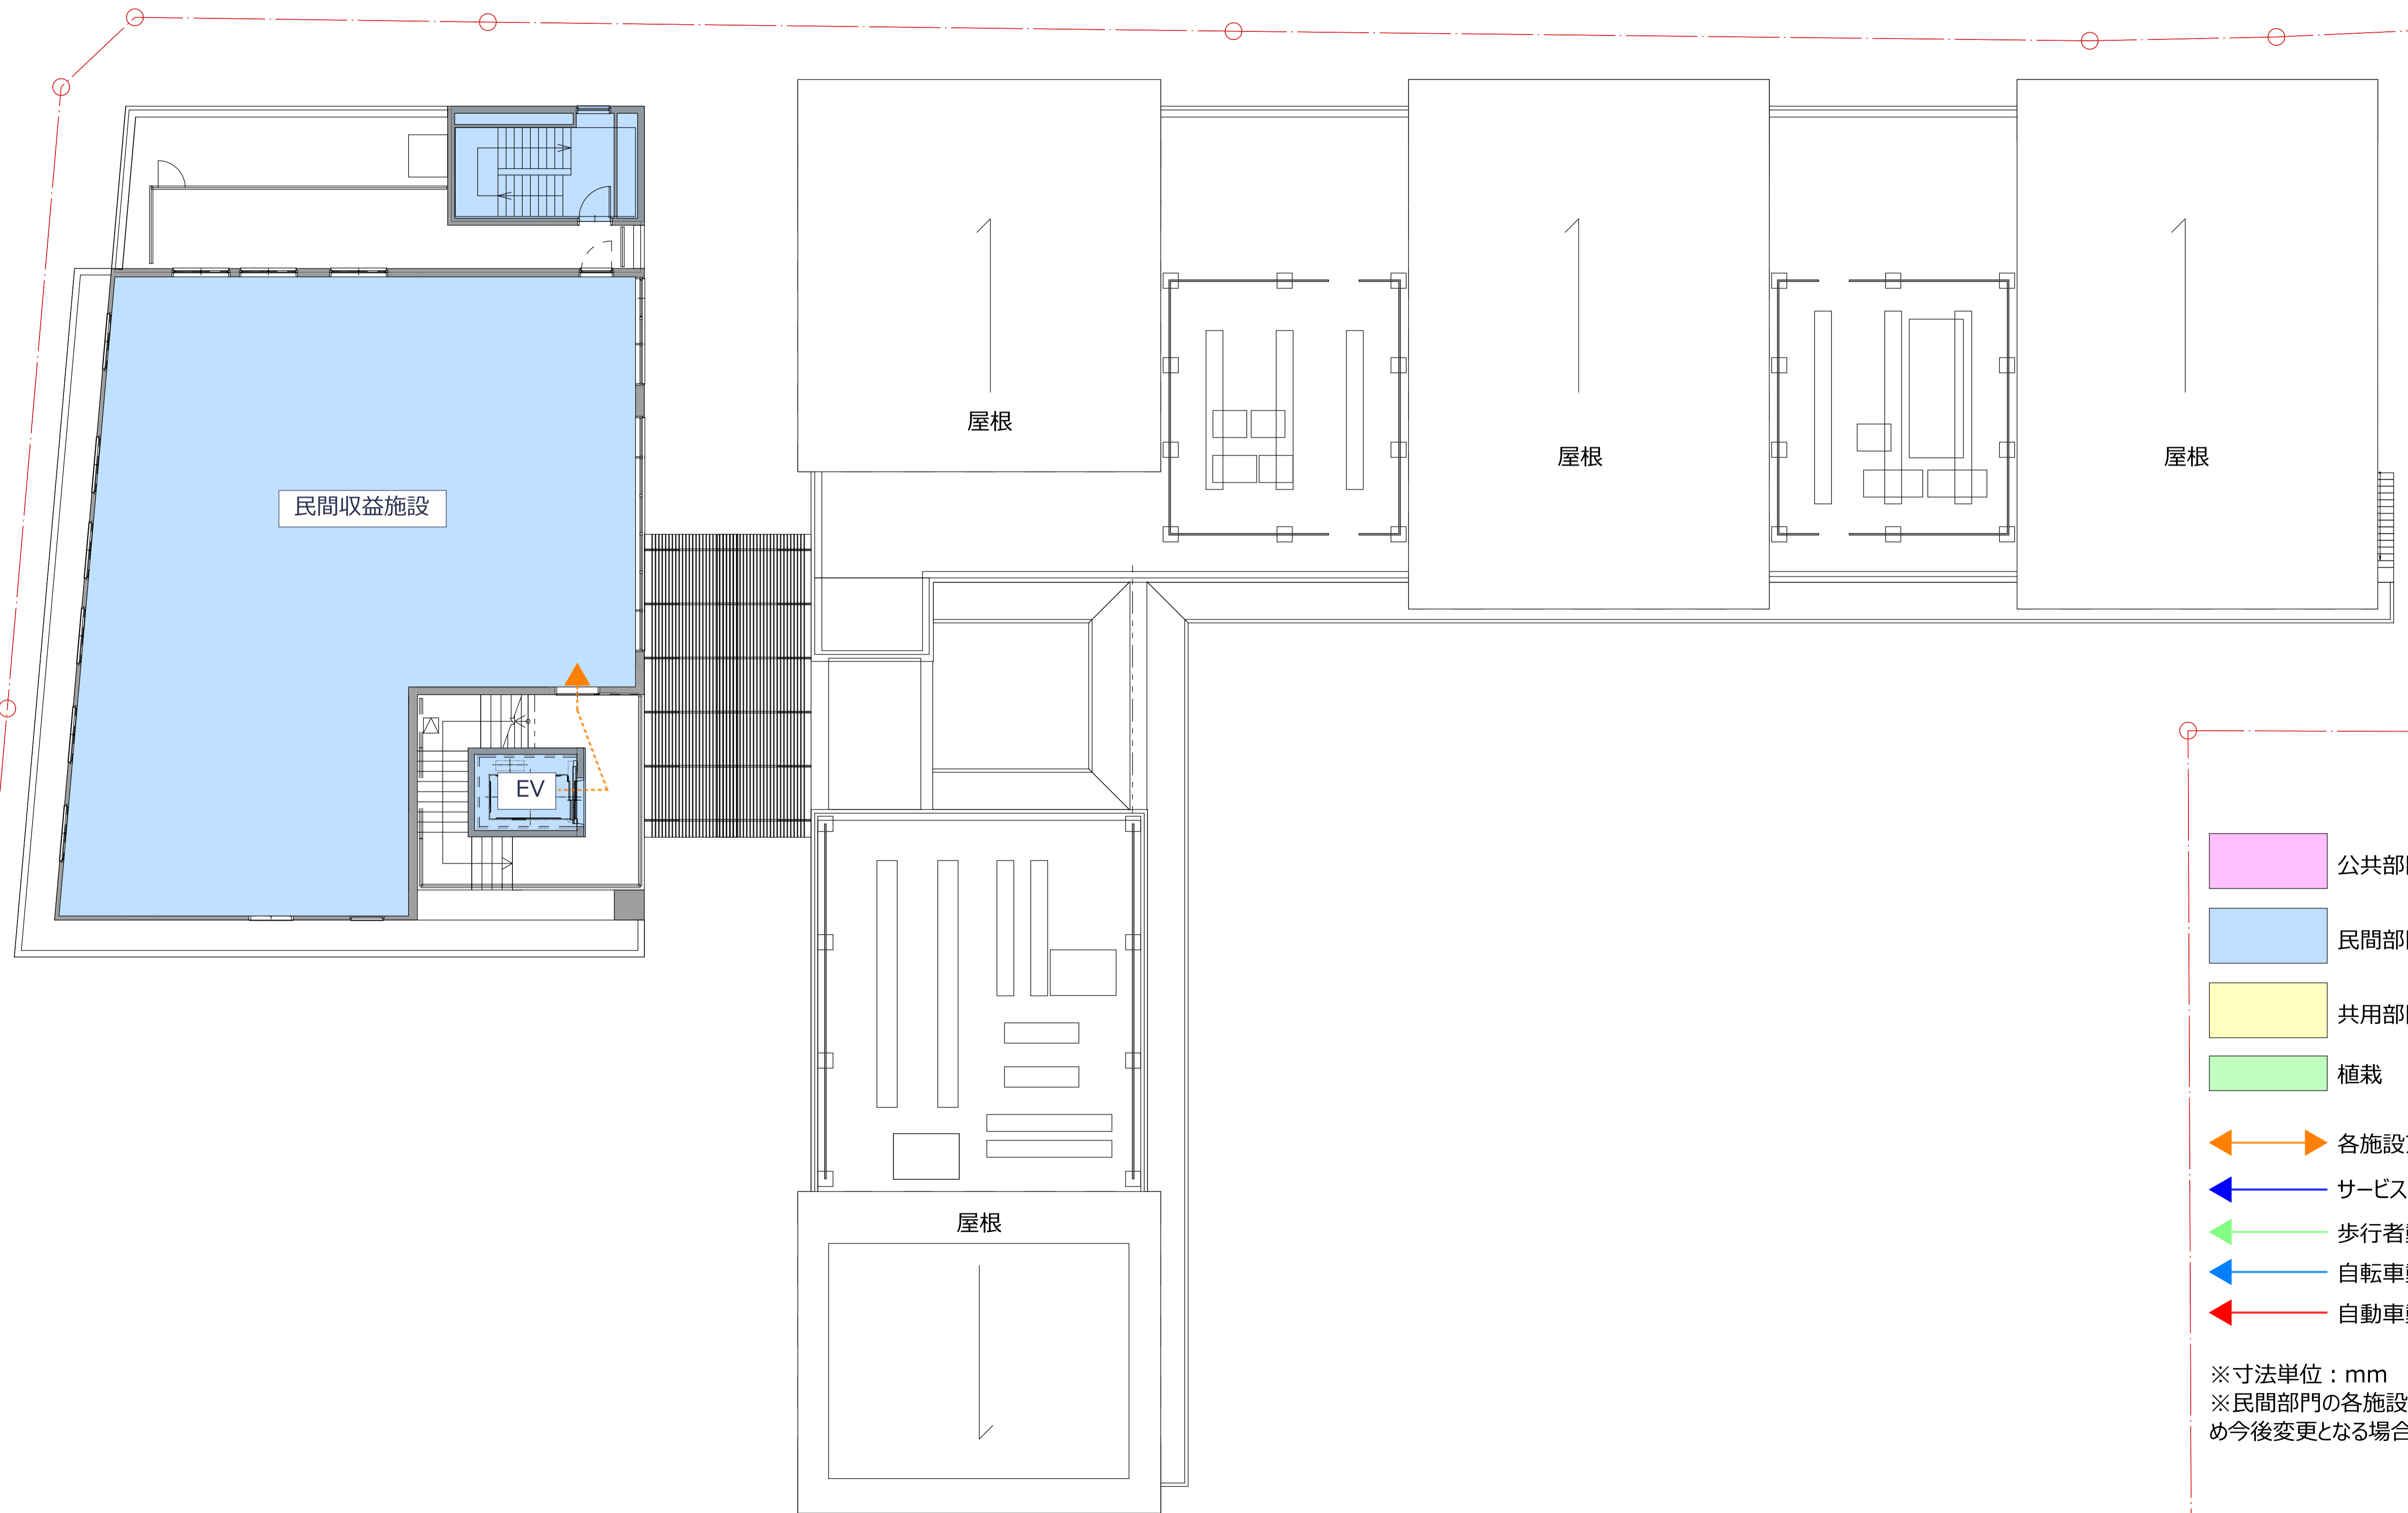 屋根
屋根
屋根
民間収益施設
EV
屋根
公共部
民間部
共用部
植栽
各施設
サービス
歩行者
自転車
自動車
※寸法単位：mm
※民間部門の各施設
め今後変更となる場合